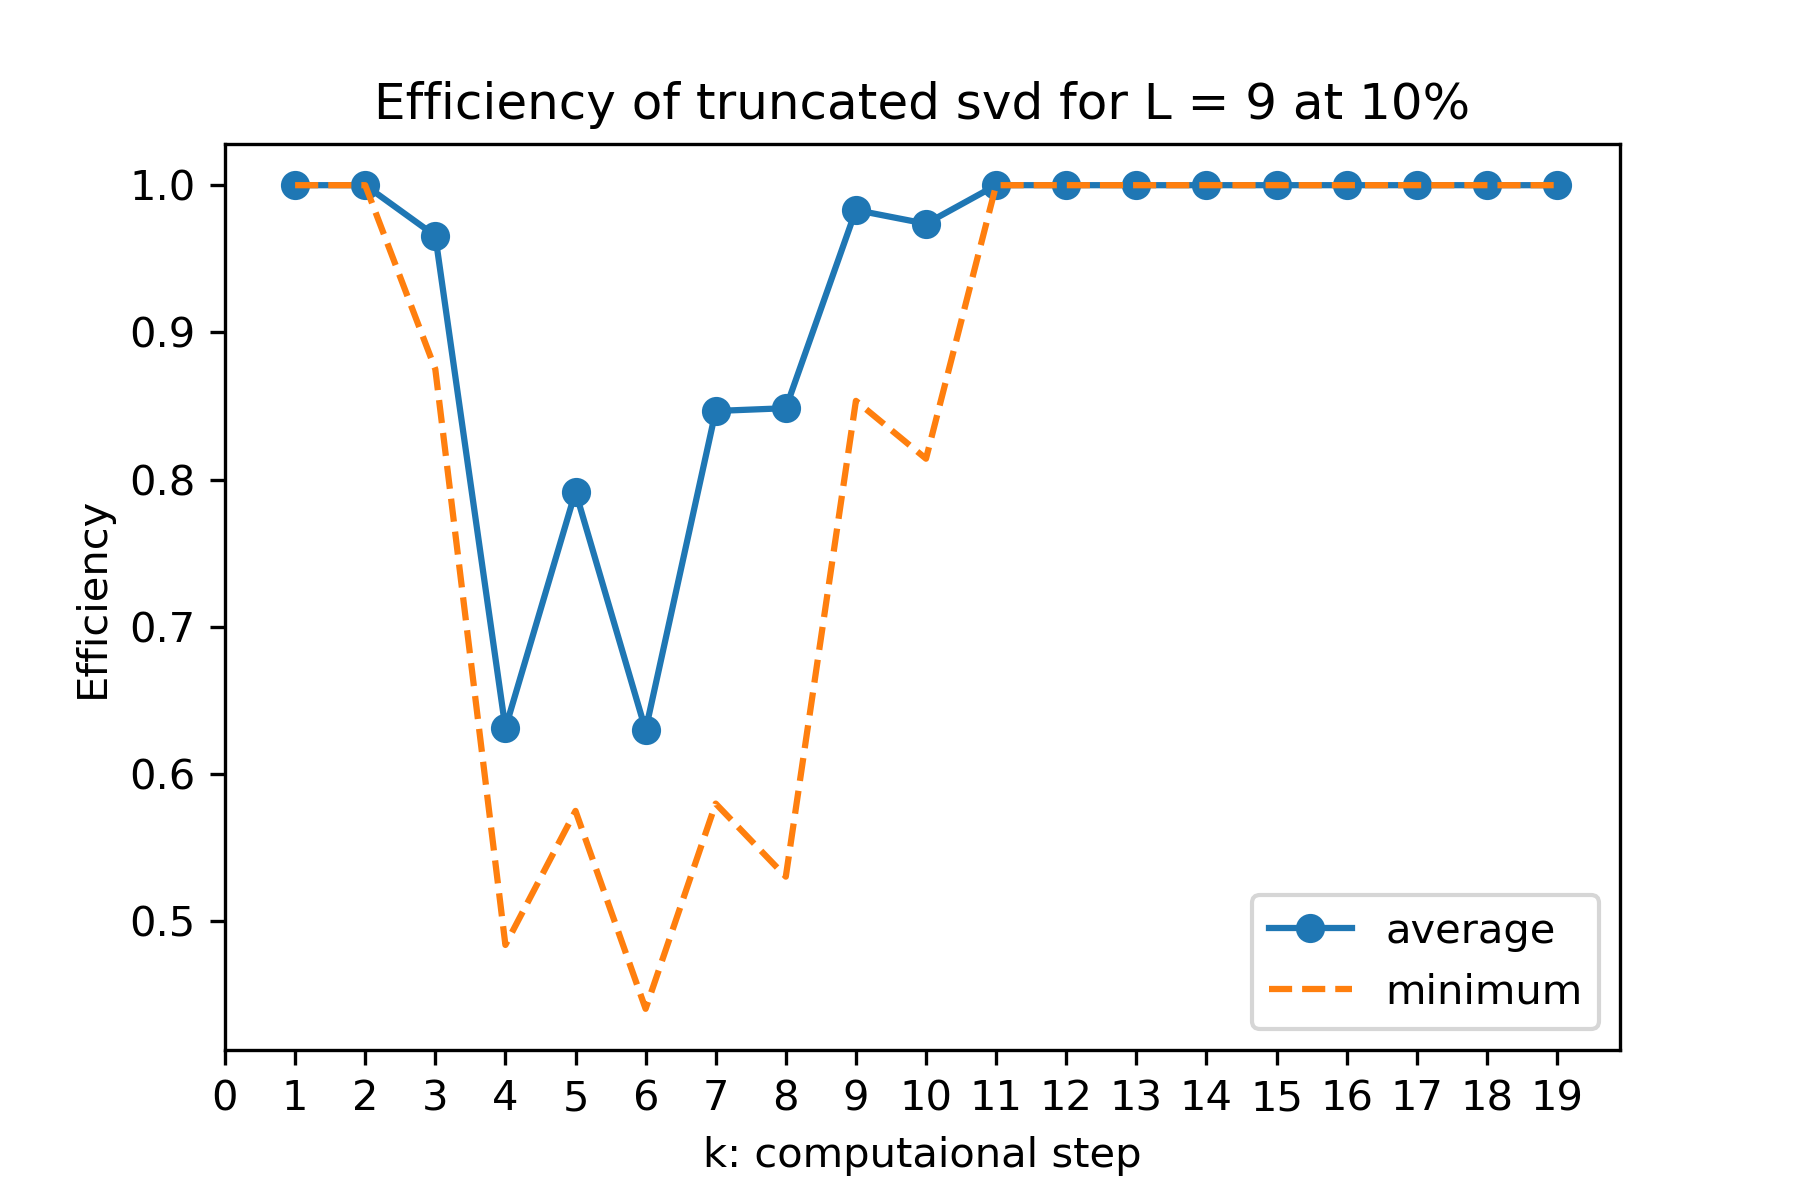 Efficiency of truncated svd for L = 9 at 10%
1.0
0.9
0.8
0.7
0.6
0.5
Efficiency
average
minimum
0 1 2 3 4 5 6 7 8 9 10 11 12 13 14 15 16 17 18 19
k: computaional step